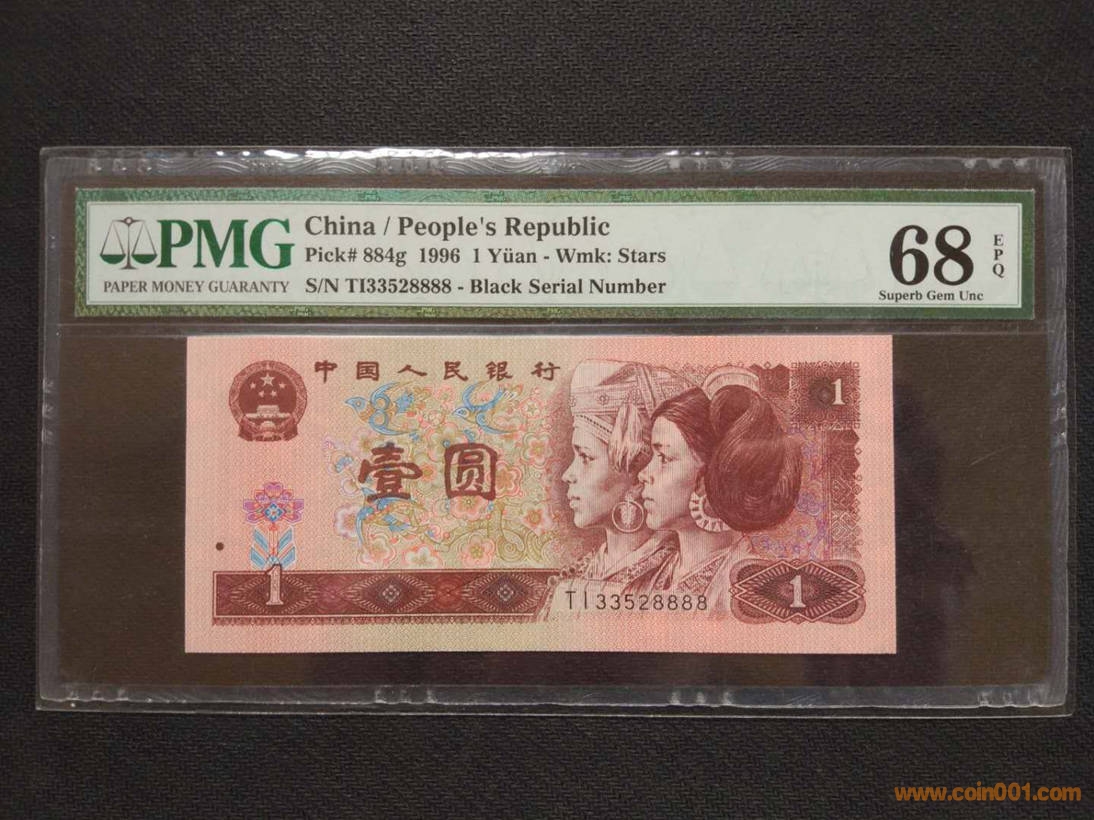 PMG
PAPER MONEY GUARANTY
China / People's Republic
Pick# 884g 1996 1 Yüan - Wmk: Stars
S/N TI33528888 - Black Serial Number
68
EPQ
Superb Gem Unc
中国人民银行
1
壹圆
1
TI33528888
1
www.coin001.com